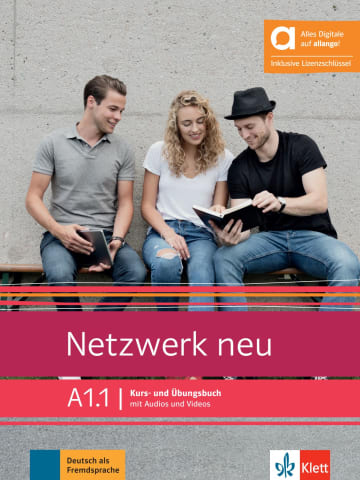 a
Alles Digitale
auf allango!
Inklusive Lizenzschlüssel
Netzwerk neu
A1.1
Kurs- und Übungsbuch
mit Audios und Videos
Deutsch als
Fremdsprache
Klett